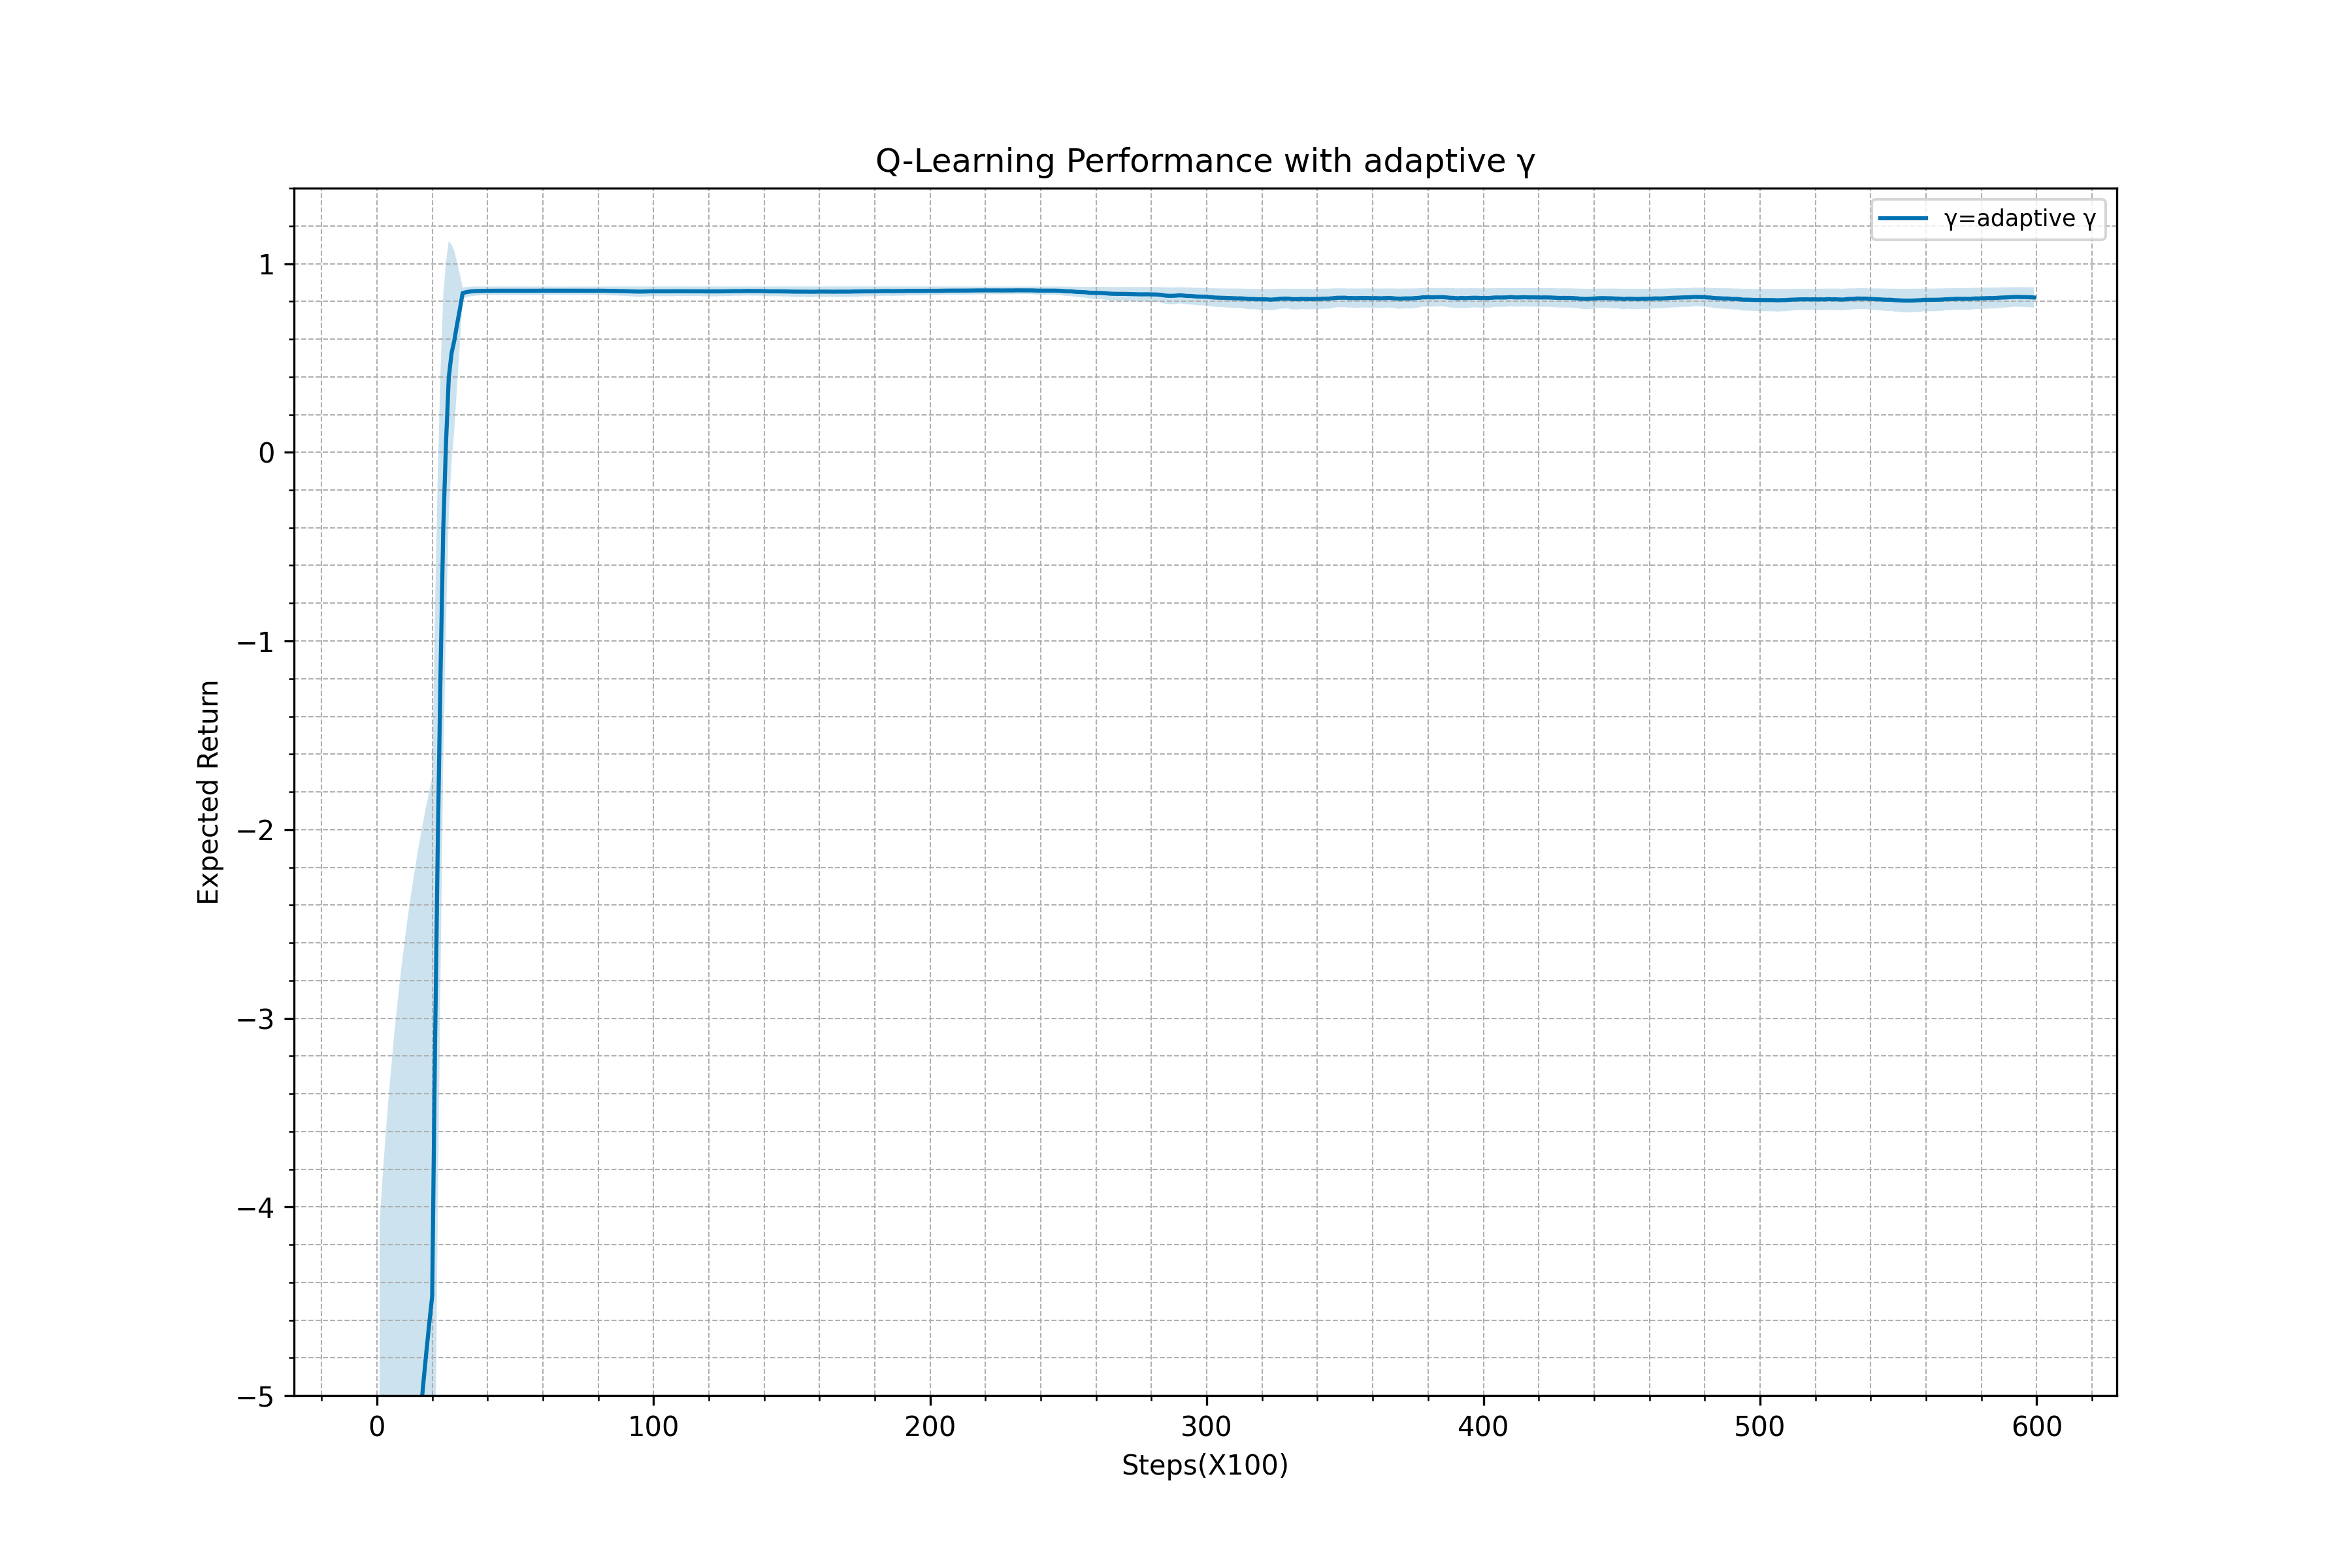 Q-Learning Performance with adaptive γ
γ=adaptive γ
Expected Return
1
0
−1
−2
−3
−4
−5
0 100 200 300 400 500 600
Steps(X100)